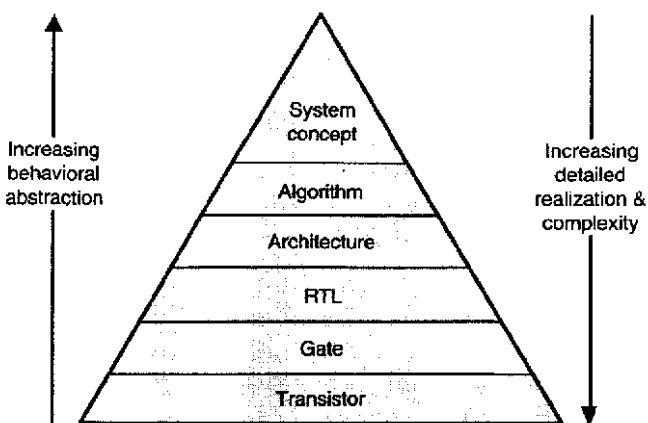 System
concept
Increasing
behavioral
abstraction
Increasing
detailed
realization &
complexity
Algorithm
Architecture
RTL
Gate
Transistor